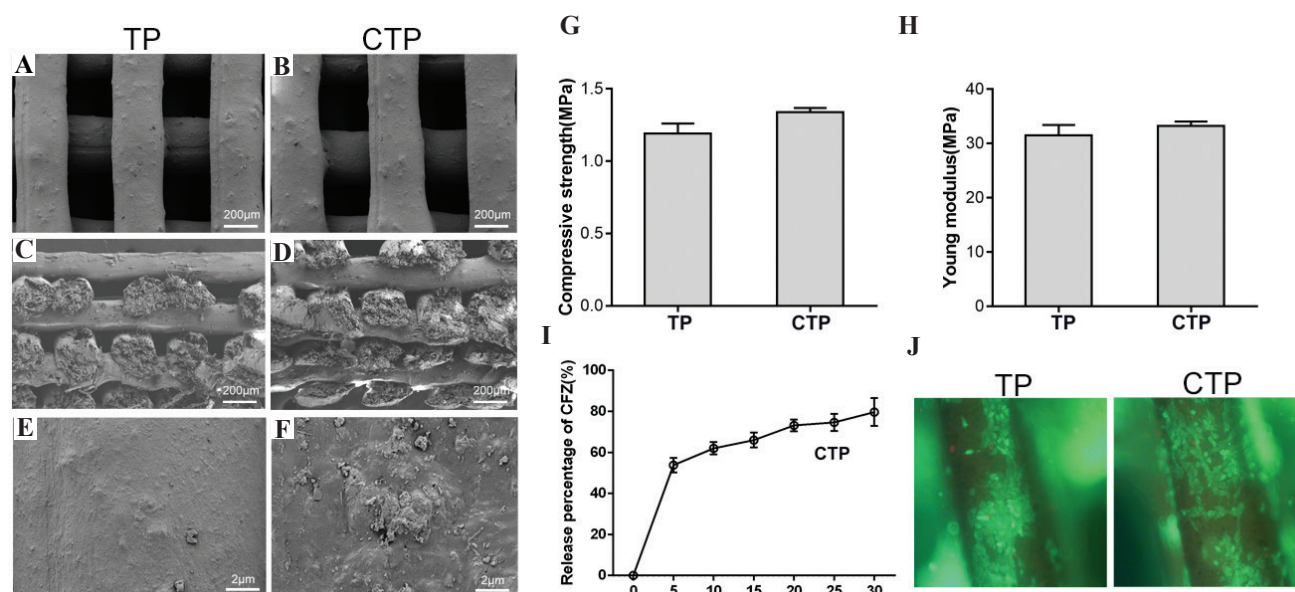 TP
CTP
A
B
200µm
200µm
C
D
200µm
200µm
E
F
2µm
2µm
G
Compressive strength(MPa)
1.5
1.0
0.5
0.0
TP
CTP
H
Young modulus(MPa)
40
30
20
10
0
TP
CTP
I
Release percentage of CFZ(%)
100
80
60
40
20
0
CTP
0
5
10
15
20
25
30
J
TP
CTP